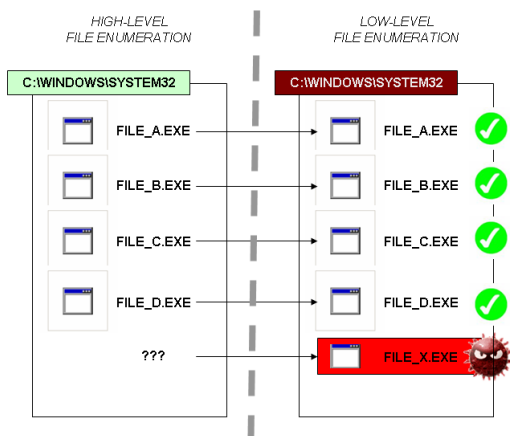 HIGH-LEVEL
FILE ENUMERATION
LOW-LEVEL
FILE ENUMERATION
C:\WINDOWS\SYSTEM32
C:\WINDOWS\SYSTEM32
FILE_A.EXE
FILE_A.EXE
FILE_B.EXE
FILE_B.EXE
FILE_C.EXE
FILE_C.EXE
FILE_D.EXE
FILE_D.EXE
???
FILE_X.EXE